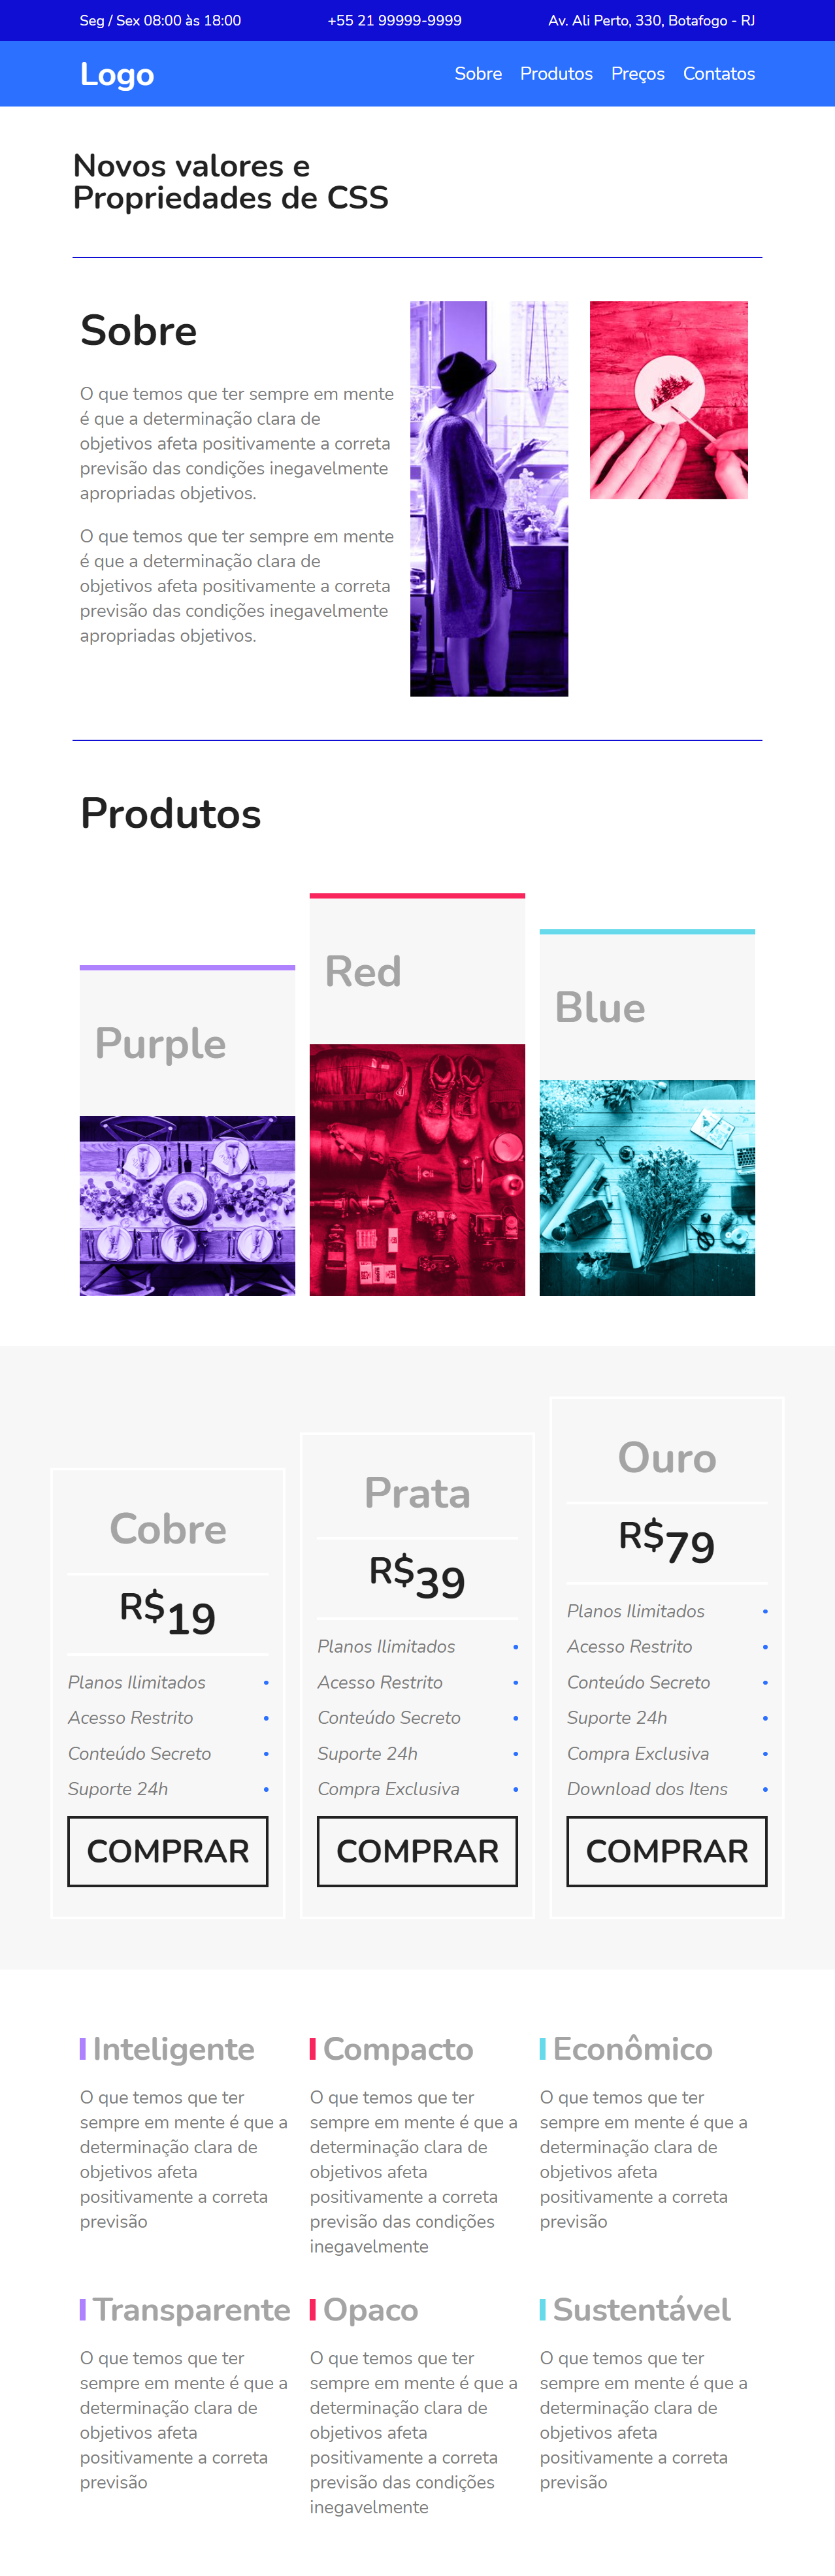 Seg / Sex 08:00 às 18:00
+55 21 99999-9999
Av. Ali Perto, 330, Botafogo - RJ
Logo
Sobre
Produtos
Preços
Contatos
Novos valores e
Propriedades de CSS
Sobre
O que temos que ter sempre em mente
é que a determinação clara de
objetivos afeta positivamente a correta
previsão das condições inegavelmente
apropriadas objetivos.
O que temos que ter sempre em mente
é que a determinação clara de
objetivos afeta positivamente a correta
previsão das condições inegavelmente
apropriadas objetivos.
Produtos
Purple
Red
Blue
Cobre
R$19
Planos Ilimitados
Acesso Restrito
Conteúdo Secreto
Suporte 24h
COMPRAR
Prata
R$39
Planos Ilimitados
Acesso Restrito
Conteúdo Secreto
Suporte 24h
Compra Exclusiva
COMPRAR
Ouro
R$79
Planos Ilimitados
Acesso Restrito
Conteúdo Secreto
Suporte 24h
Compra Exclusiva
Download dos Itens
COMPRAR
Inteligente
O que temos que ter
sempre em mente é que a
determinação clara de
objetivos afeta
positivamente a correta
previsão
Compacto
O que temos que ter
sempre em mente é que a
determinação clara de
objetivos afeta
positivamente a correta
previsão das condições
inegavelmente
Econômico
O que temos que ter
sempre em mente é que a
determinação clara de
objetivos afeta
positivamente a correta
previsão
Transparente
O que temos que ter
sempre em mente é que a
determinação clara de
objetivos afeta
positivamente a correta
previsão
Opaco
O que temos que ter
sempre em mente é que a
determinação clara de
objetivos afeta
positivamente a correta
previsão das condições
inegavelmente
Sustentável
O que temos que ter
sempre em mente é que a
determinação clara de
objetivos afeta
positivamente a correta
previsão